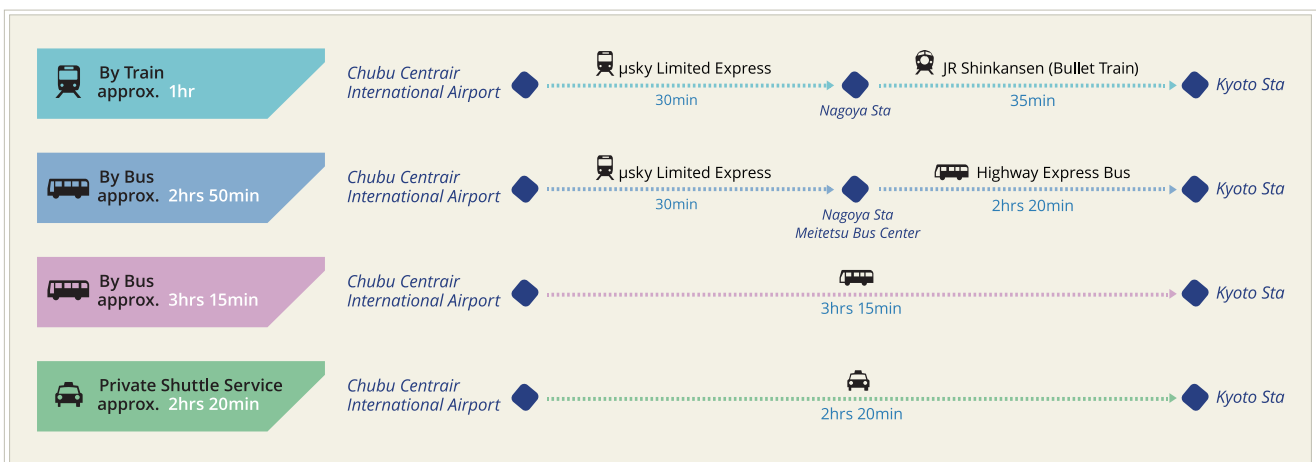 By Train
approx. 1hr
Chubu Centrair
International Airport
µsky Limited Express
30min
Nagoya Sta
JR Shinkansen (Bullet Train)
35min
Kyoto Sta
By Bus
approx. 2hrs 50min
Chubu Centrair
International Airport
µsky Limited Express
30min
Nagoya Sta
Meitetsu Bus Center
Highway Express Bus
2hrs 20min
Kyoto Sta
By Bus
approx. 3hrs 15min
Chubu Centrair
International Airport
3hrs 15min
Kyoto Sta
Private Shuttle Service
approx. 2hrs 20min
Chubu Centrair
International Airport
2hrs 20min
Kyoto Sta